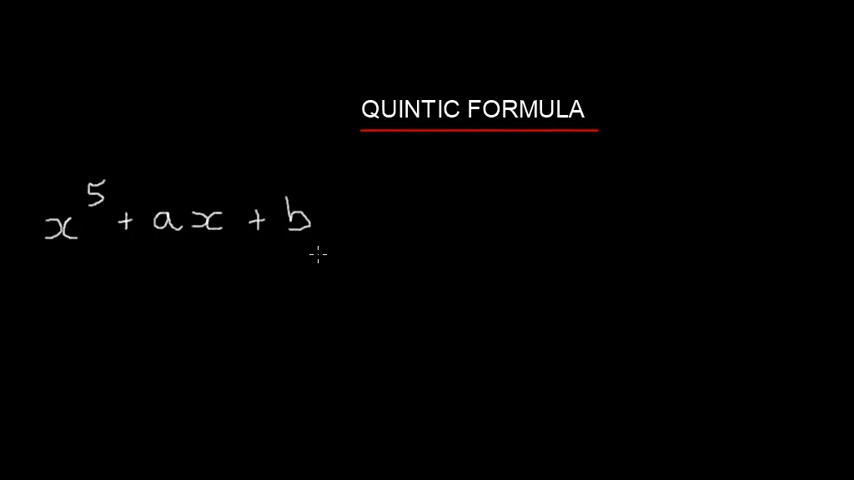 QUINTIC FORMULA
x⁵ + ax + b